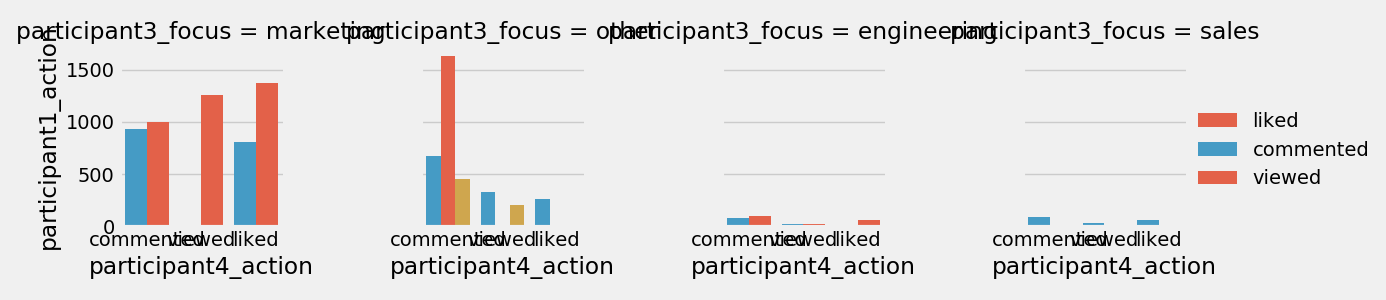 participant3_focus = marketing
participant3_focus = other
participant3_focus = engineering
participant3_focus = sales
participant1_action
1500
1000
500
0
commented viewed liked
commented viewed liked
commented viewed liked
commented viewed liked
participant4_action
participant4_action
participant4_action
participant4_action
liked
commented
viewed